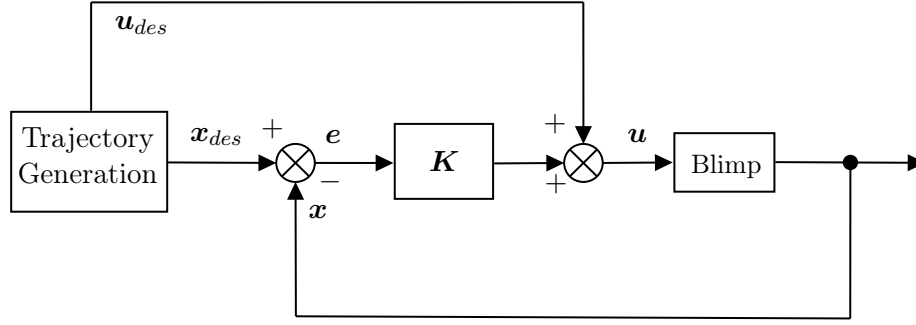 u_des
Trajectory
Generation
x_des
+
e
−
x
K
+
+
u
Blimp